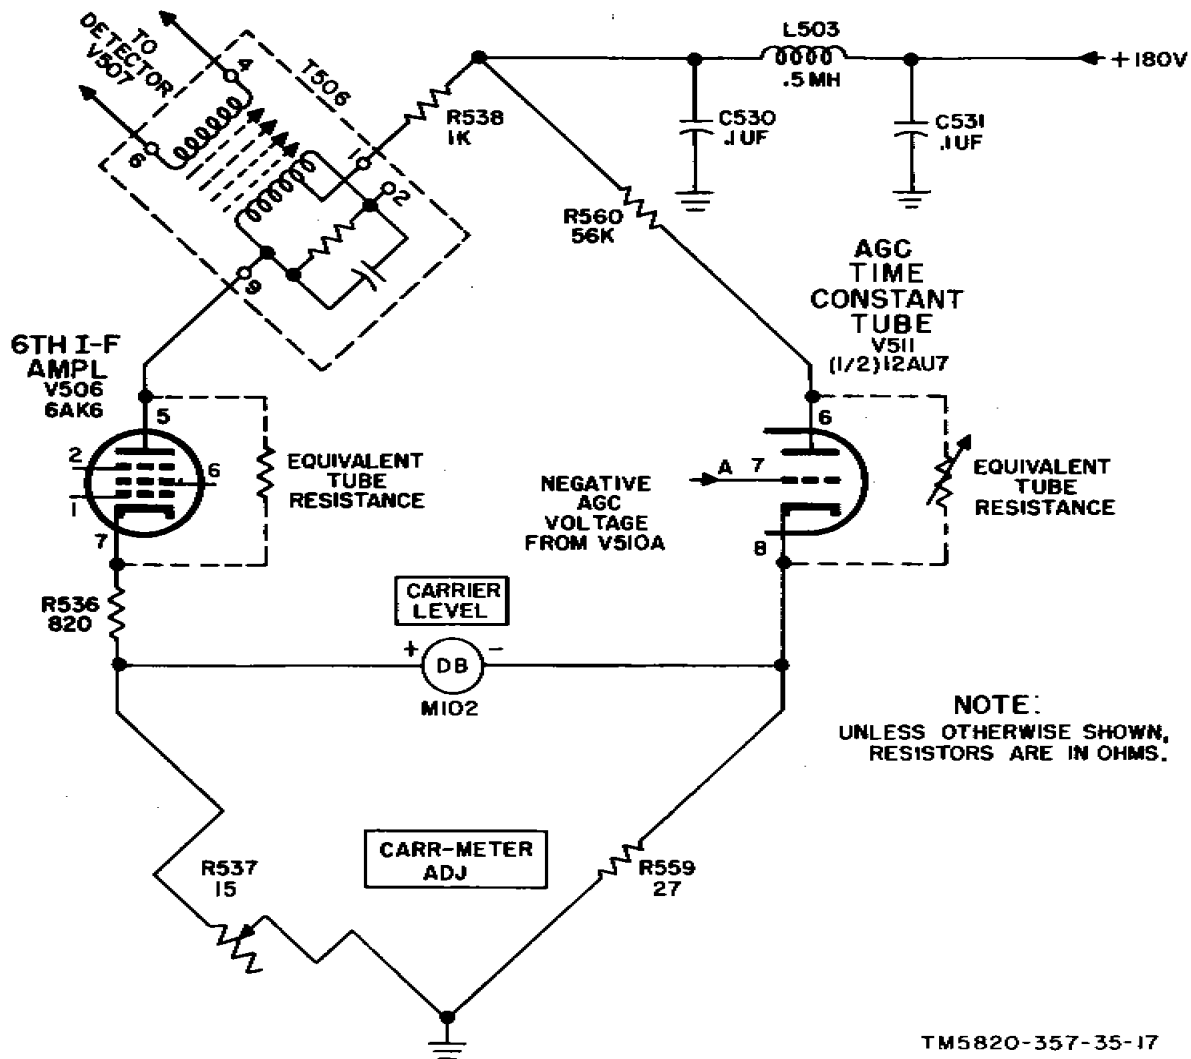 TO
DETECTOR
V507
4
6
T506
1
2
9
R538
1K
L503
.5MH
+180V
C530
.1UF
C531
.1UF
R560
56K
AGC
TIME
CONSTANT
TUBE
V511
(1/2)12AU7
6TH I-F
AMPL
V506
6AK6
5
2
6
1
7
EQUIVALENT
TUBE
RESISTANCE
6
A 7
8
NEGATIVE
AGC
VOLTAGE
FROM V510A
EQUIVALENT
TUBE
RESISTANCE
R536
820
CARRIER
LEVEL
+ DB -
M102
NOTE:
UNLESS OTHERWISE SHOWN,
RESISTORS ARE IN OHMS.
R537
15
CARR-METER
ADJ
R559
27
TM5820-357-35-17